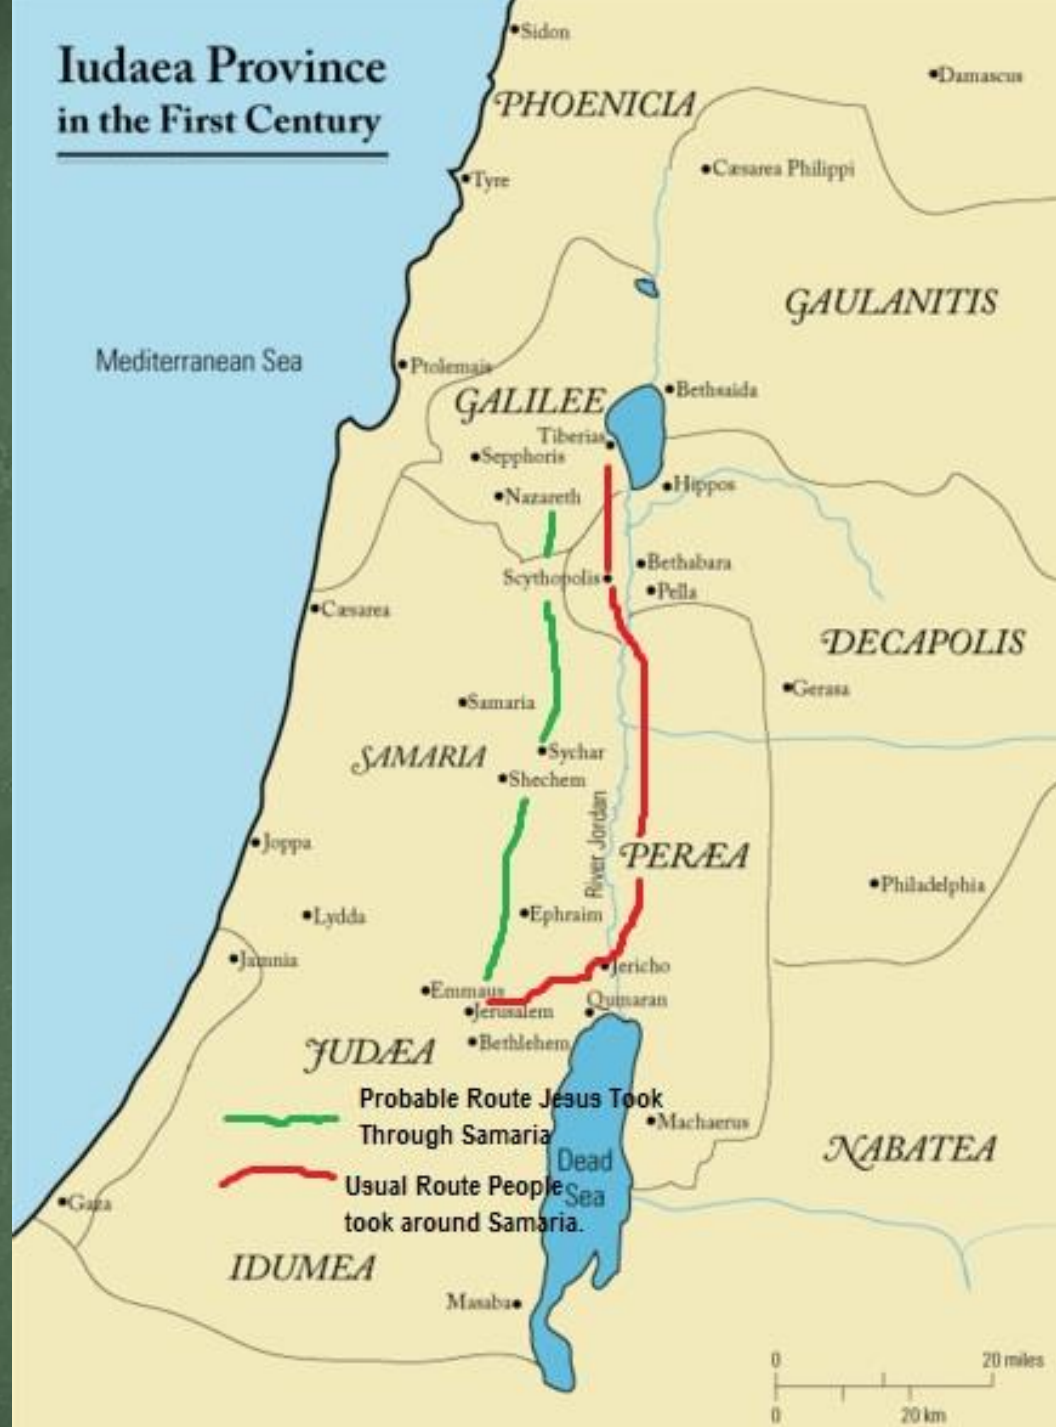 Iudaea Province
in the First Century
Sidon
Damascus
PHOENICIA
Cæsarea Philippi
Tyre
GAULANITIS
Mediterranean Sea
Ptolemais
Bethsaida
GALILEE
Tiberias
Sepphoris
Hippos
Nazareth
Bethabara
Scythopolis
Pella
Cæsarea
DECAPOLIS
Gerasa
Samaria
Sychar
SAMARIA
Shechem
River Jordan
Joppa
PERÆA
Philadelphia
Lydda
Ephraim
Jamnia
Jericho
Emmaus
Qumaran
Jerusalem
Bethlehem
JUDÆA
Probable Route Jesus Took
Through Samaria
Machaerus
NABATEA
Dead
Sea
Usual Route People
took around Samaria.
Gaza
IDUMEA
Masaba
0 20 miles
0 20 km